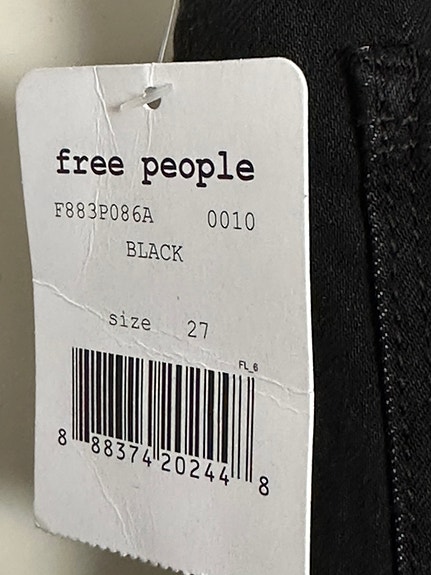 free people
F883P086A 0010
BLACK
size 27
FL_6
8 88374 20244 8